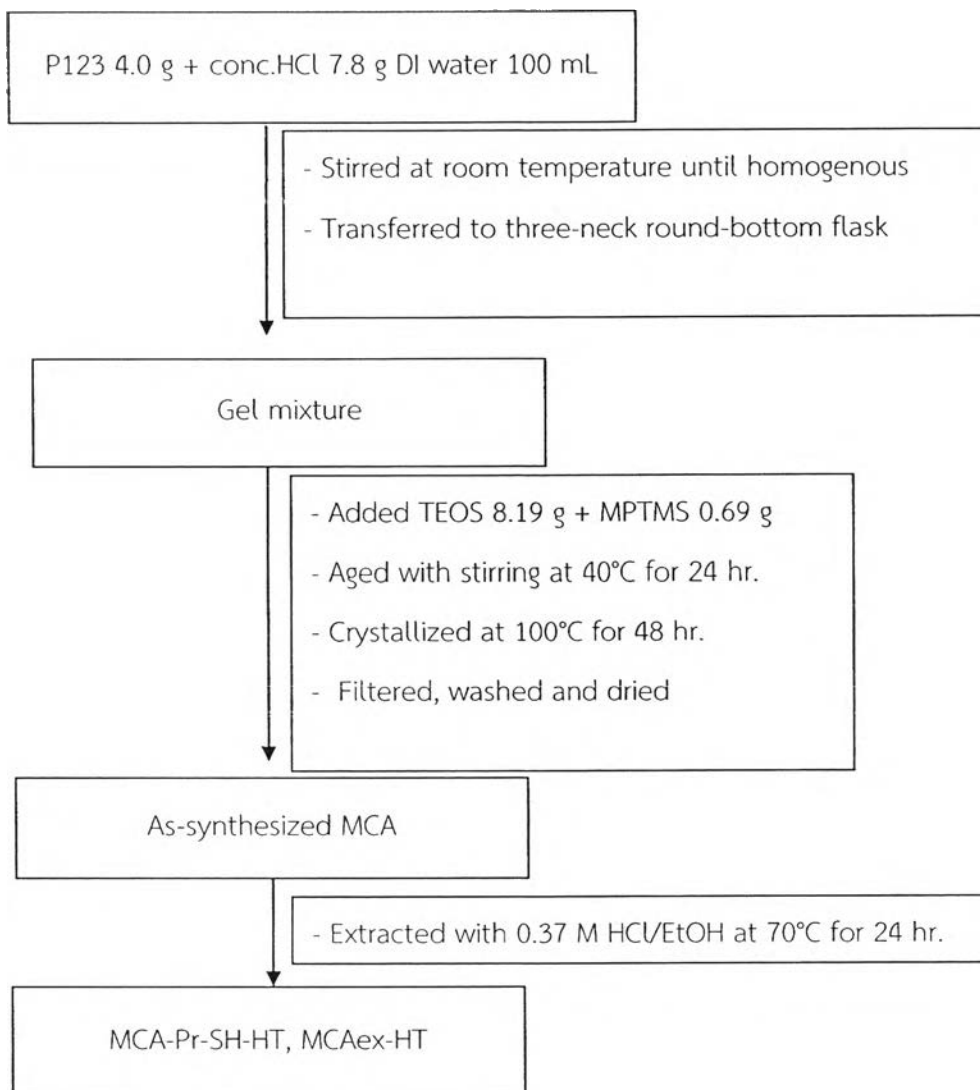 P123 4.0 g + conc.HCl 7.8 g DI water 100 mL
- Stirred at room temperature until homogenous
- Transferred to three-neck round-bottom flask
Gel mixture
- Added TEOS 8.19 g + MPTMS 0.69 g
- Aged with stirring at 40°C for 24 hr.
- Crystallized at 100°C for 48 hr.
- Filtered, washed and dried
As-synthesized MCA
- Extracted with 0.37 M HCl/EtOH at 70°C for 24 hr.
MCA-Pr-SH-HT, MCAex-HT